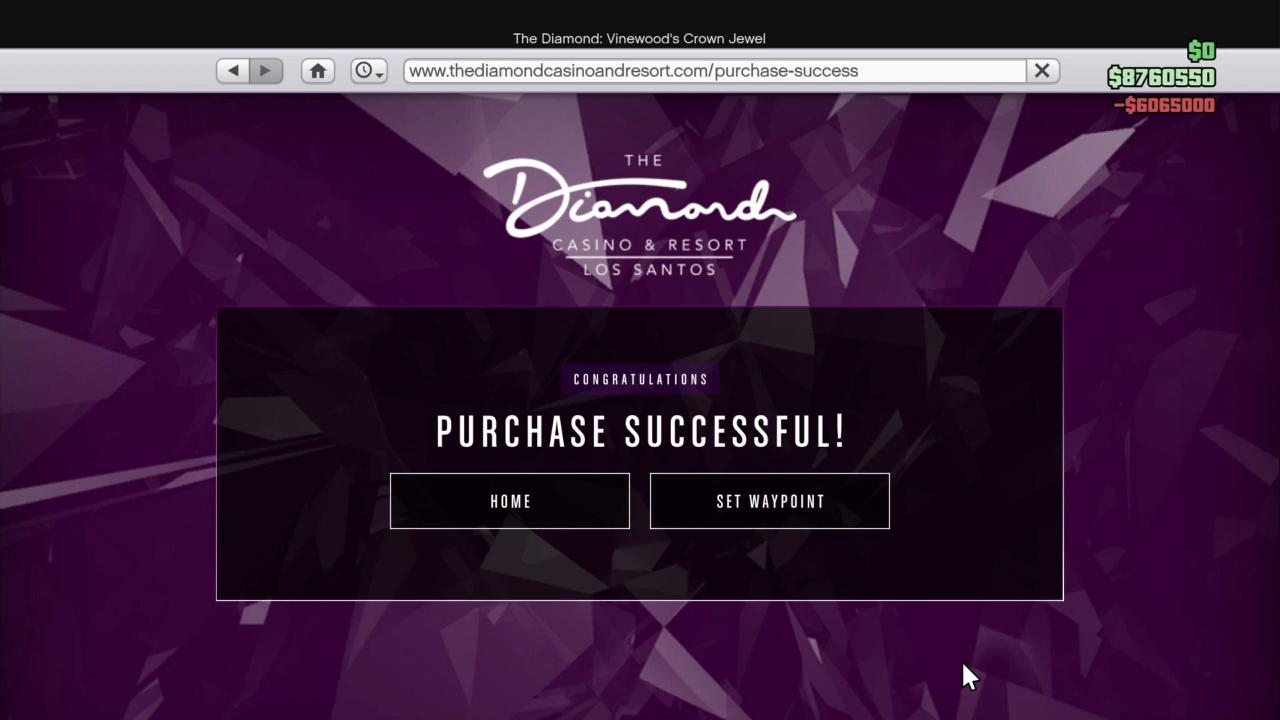 The Diamond: Vinewood's Crown Jewel
$0
www.thediamondcasinoandresort.com/purchase-success
$8760550
-$6065000
THE
Diamond
CASINO & RESORT
LOS SANTOS
CONGRATULATIONS
PURCHASE SUCCESSFUL!
HOME
SET WAYPOINT